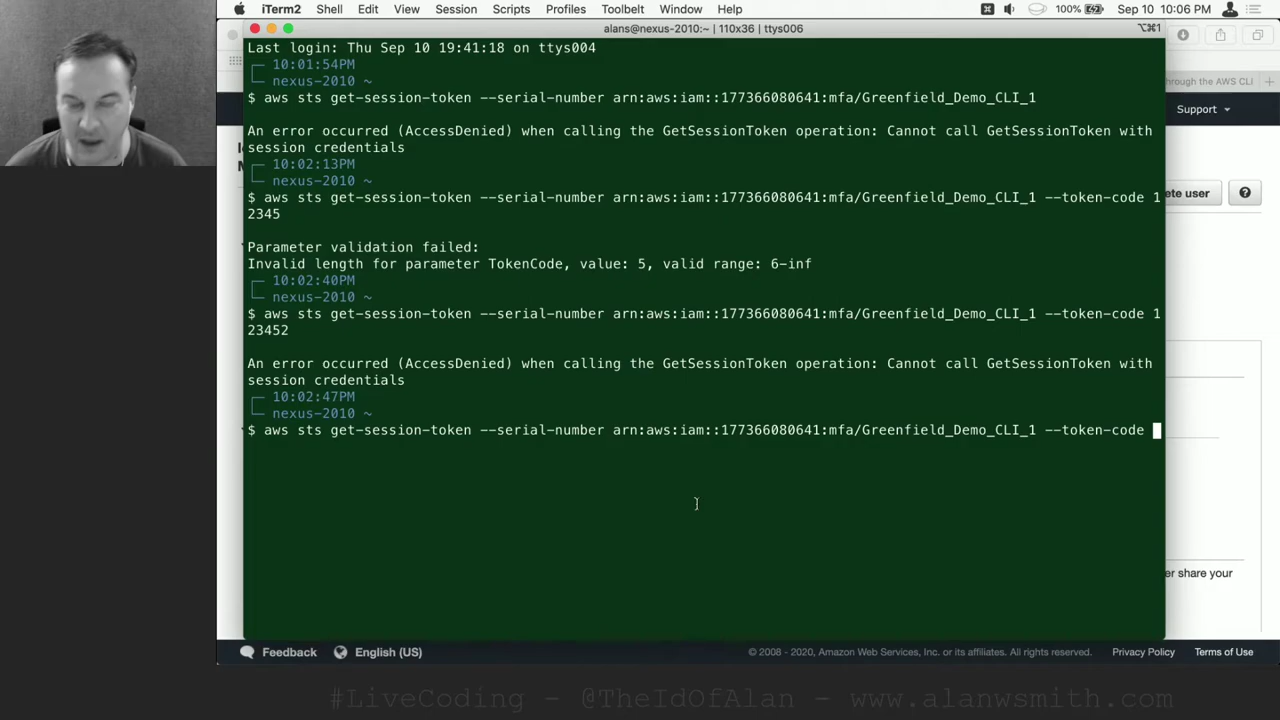 iTerm2 Shell Edit View Session Scripts Profiles Toolbelt Window Help 100% Sep 10 10:06 PM
alans@nexus-2010:~ | 110x36 | ttys006 ⌥⌘1
Last login: Thu Sep 10 19:41:18 on ttys004
10:01:54PM
nexus-2010 ~
$ aws sts get-session-token --serial-number arn:aws:iam::177366080641:mfa/Greenfield_Demo_CLI_1
An error occurred (AccessDenied) when calling the GetSessionToken operation: Cannot call GetSessionToken with
session credentials
10:02:13PM
nexus-2010 ~
$ aws sts get-session-token --serial-number arn:aws:iam::177366080641:mfa/Greenfield_Demo_CLI_1 --token-code 1
2345
Parameter validation failed:
Invalid length for parameter TokenCode, value: 5, valid range: 6-inf
10:02:40PM
nexus-2010 ~
$ aws sts get-session-token --serial-number arn:aws:iam::177366080641:mfa/Greenfield_Demo_CLI_1 --token-code 1
23452
An error occurred (AccessDenied) when calling the GetSessionToken operation: Cannot call GetSessionToken with
session credentials
10:02:47PM
nexus-2010 ~
$ aws sts get-session-token --serial-number arn:aws:iam::177366080641:mfa/Greenfield_Demo_CLI_1 --token-code
through the AWS CLI
Support
ete user
er share your
Feedback English (US) © 2008 - 2020, Amazon Web Services, Inc. or its affiliates. All rights reserved. Privacy Policy Terms of Use
#LiveCoding - @TheIdOfAlan - www.alanwsmith.com